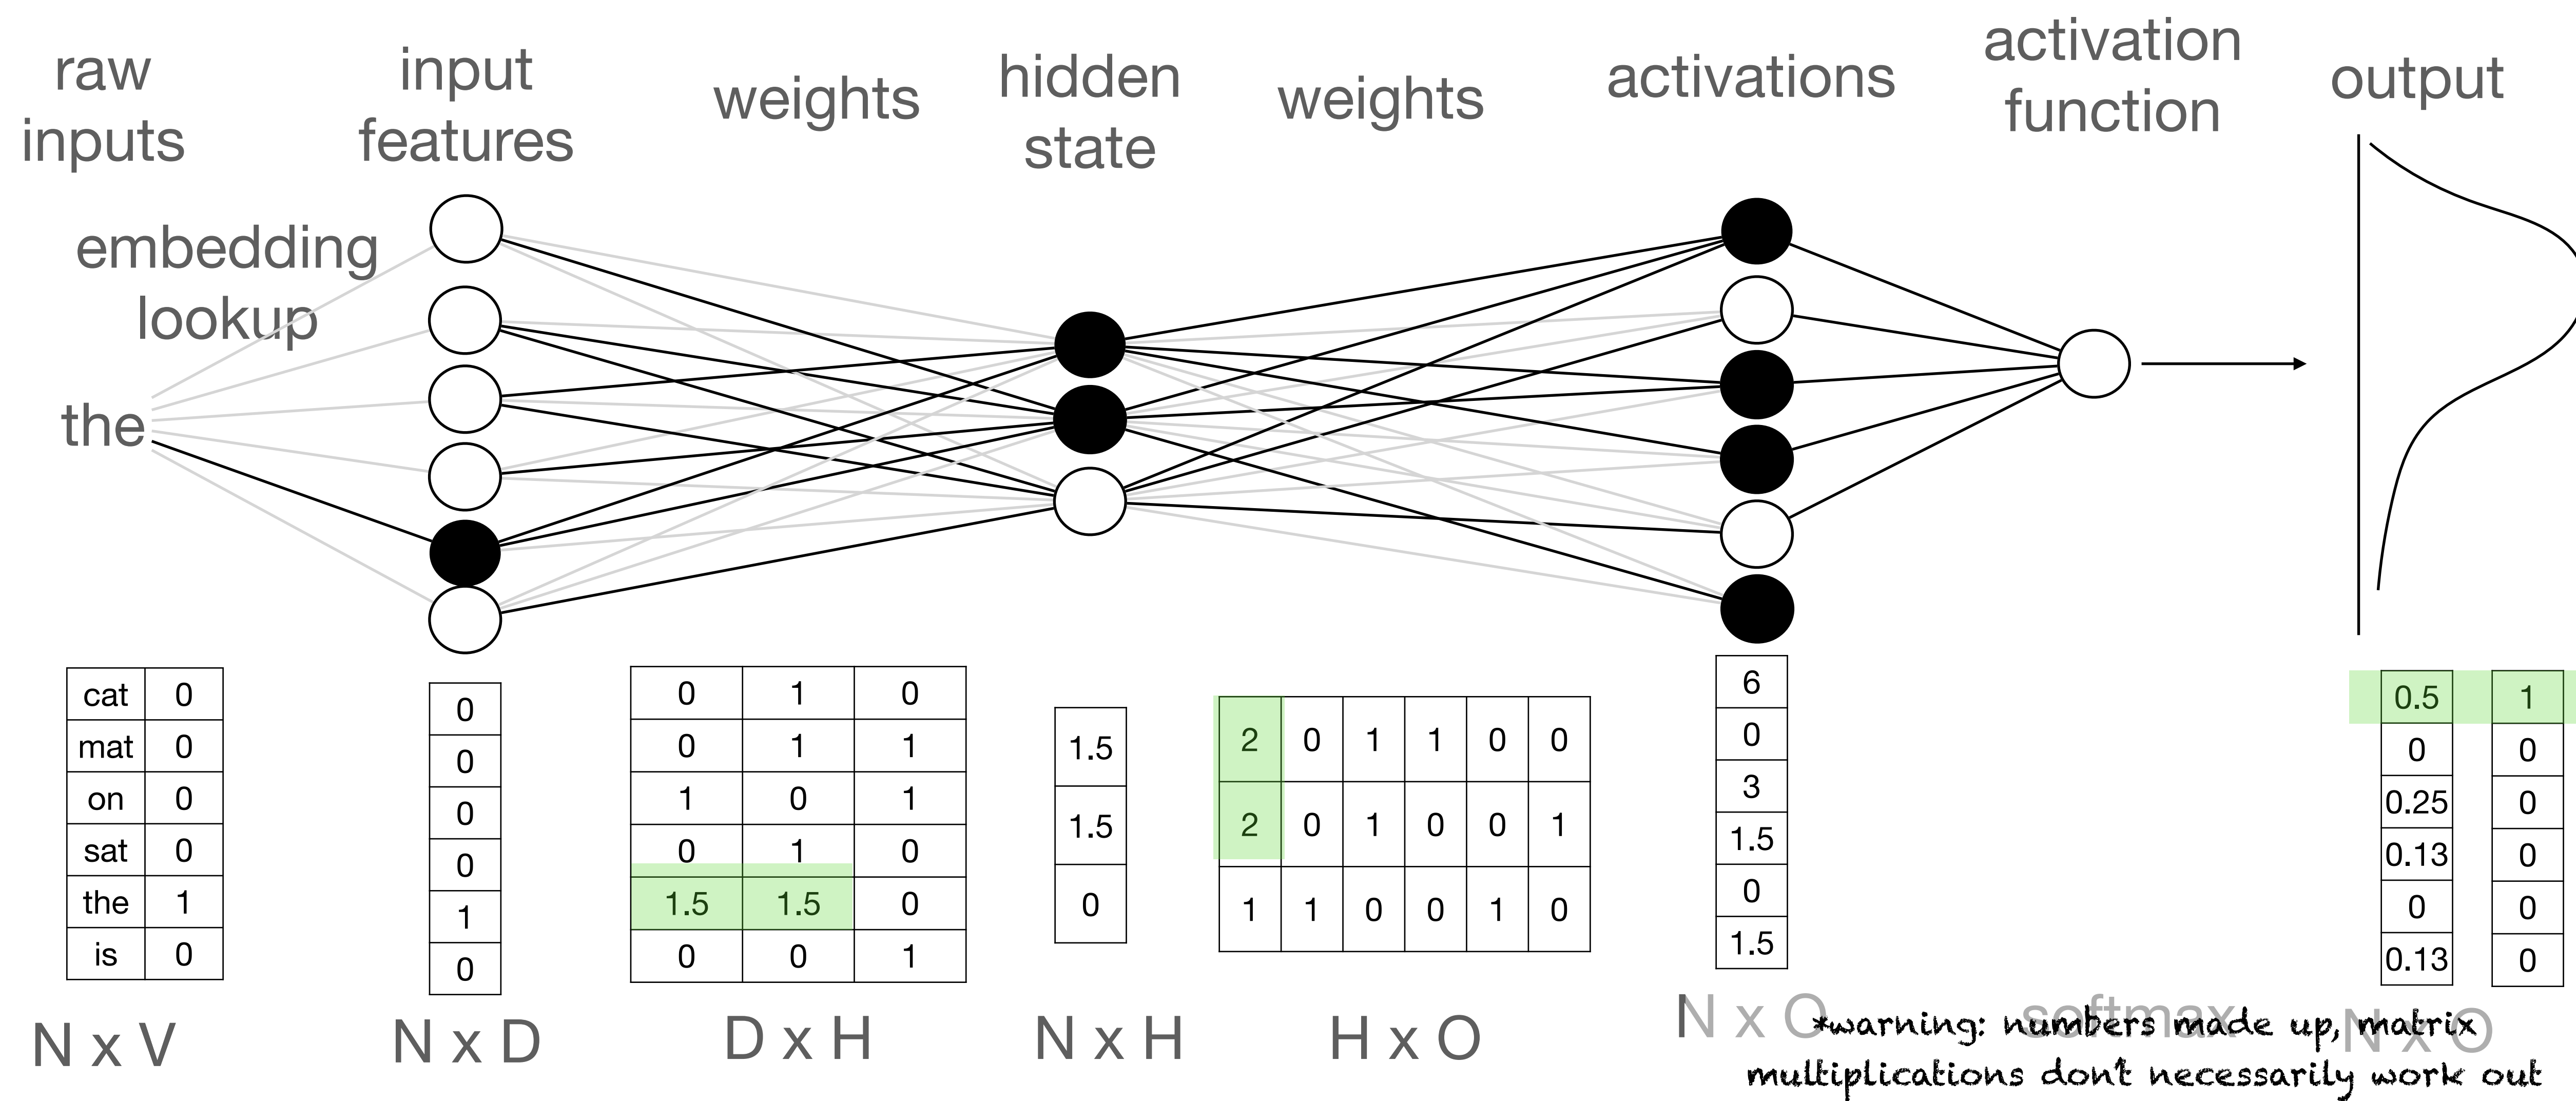 raw
inputs
input
features
weights
hidden
state
weights
activations
activation
function
output
embedding
lookup
the
cat 0
mat 0
on 0
sat 0
the 1
is 0
0
0
0
0
1
0
0 1 0
0 1 1
1 0 1
0 1 0
1.5 1.5 0
0 0 1
1.5
1.5
0
2 0 1 1 0 0
2 0 1 0 0 1
1 1 0 0 1 0
6
0
3
1.5
0
1.5
0.5 1
0 0
0.25 0
0.13 0
0 0
0.13 0
N x V
N x D
D x H
N x H
H x O
N x O
softmax
N x O
*warning: numbers made up, matrix
multiplications don't necessarily work out